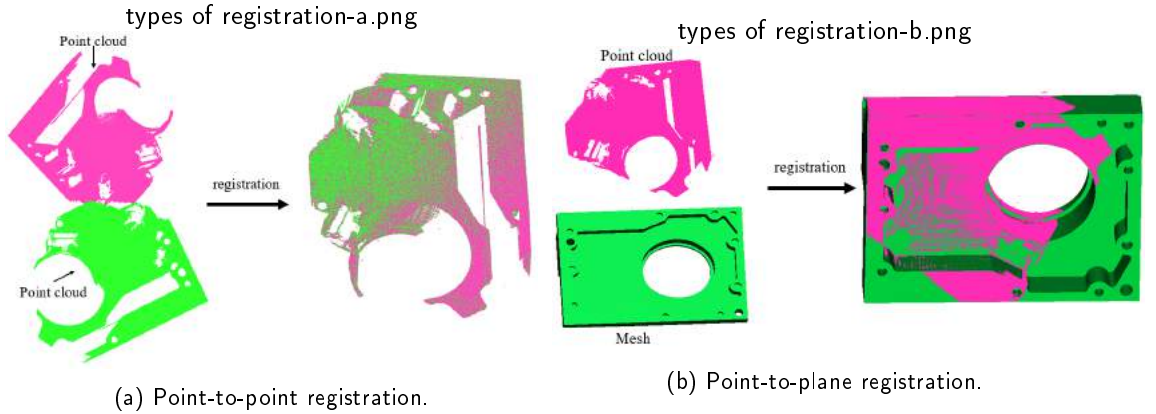 types of registration-a.png
Point cloud
registration
Point cloud
(a) Point-to-point registration.
types of registration-b.png
Point cloud
registration
Mesh
(b) Point-to-plane registration.